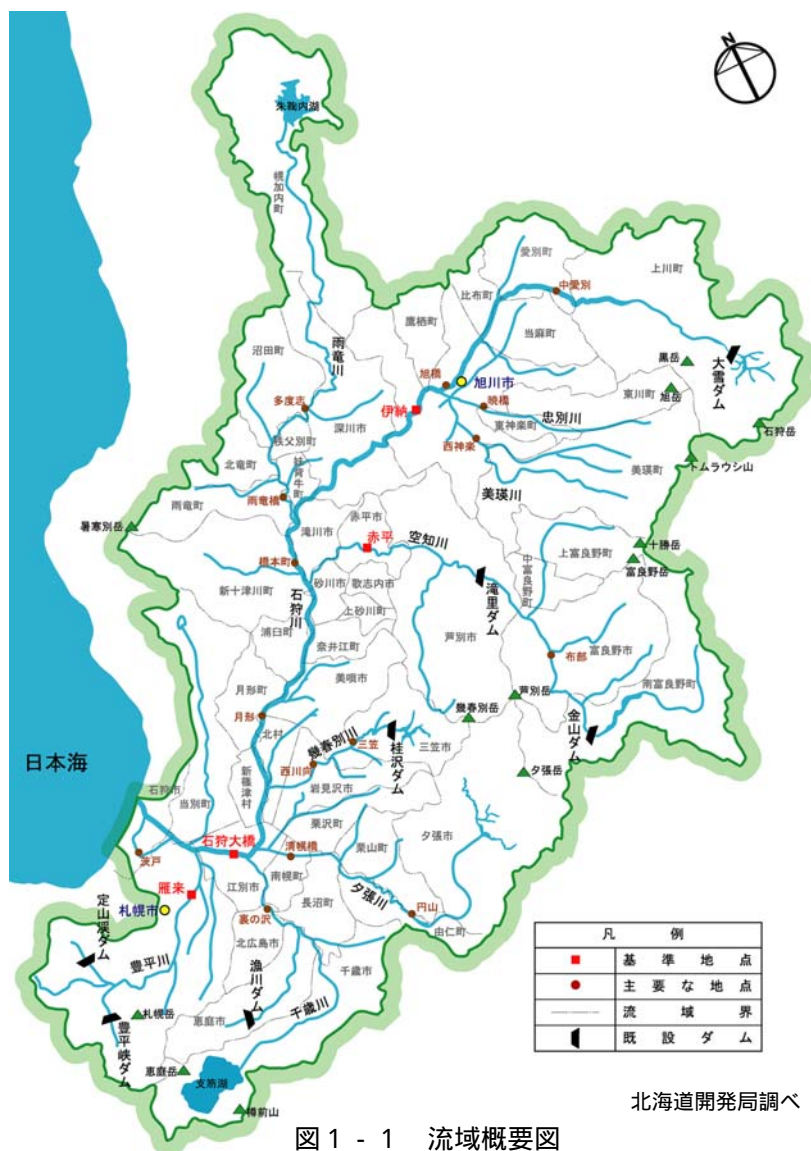 N
朱鞠内湖
幌加内町
愛別町
上川町
中愛別
比布町
鷹栖町
当麻町
大雪ダム
黒岳
沼田町
雨竜川
旭橋
旭川市
東川町
旭岳
多度志
伊納
暁橋
忠別川
石狩岳
深川市
東神楽町
秩父別町
西神楽
トムラウシ山
北竜町
妹背牛町
美瑛町
美瑛川
雨竜橋
雨竜町
滝川市
赤平市
暑寒別岳
赤平
空知川
十勝岳
上富良野町
富良野岳
橋本町
中富良野町
新十津川町
砂川市
歌志内市
滝里ダム
石狩川
上砂川町
浦臼町
芦別市
奈井江町
布部
富良野市
美唄市
南富良野町
月形町
芦別岳
幾春別岳
月形
金山ダム
北村
幾春別川
三笠
桂沢ダム
三笠市
日本海
西川向
夕張岳
新篠津村
岩見沢市
石狩市
当別町
栗沢町
夕張市
石狩大橋
清幌橋
栗山町
茨戸
南幌町
江別市
夕張川
雁来
長沼町
円山
札幌市
裏の沢
定山渓ダム
由仁町
北広島市
豊平川
漁川ダム
千歳市
千歳川
札幌岳
恵庭市
豊平峡ダム
恵庭岳
支笏湖
樽前山
凡 例
基準地点
主要な地点
流域界
既設ダム
北海道開発局調べ
図1-1 流域概要図